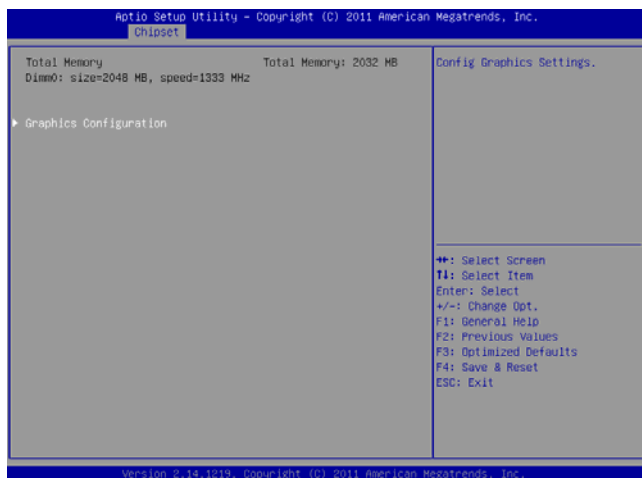 Aptio Setup Utility – Copyright (C) 2011 American Megatrends, Inc.
Chipset
Total Memory Total Memory: 2032 MB
Dimm0: size=2048 MB, speed=1333 MHz
Graphics Configuration
Config Graphics Settings.
→←: Select Screen
↑↓: Select Item
Enter: Select
+/-: Change Opt.
F1: General Help
F2: Previous Values
F3: Optimized Defaults
F4: Save & Reset
ESC: Exit
Version 2.14.1219. Copyright (C) 2011 American Megatrends, Inc.